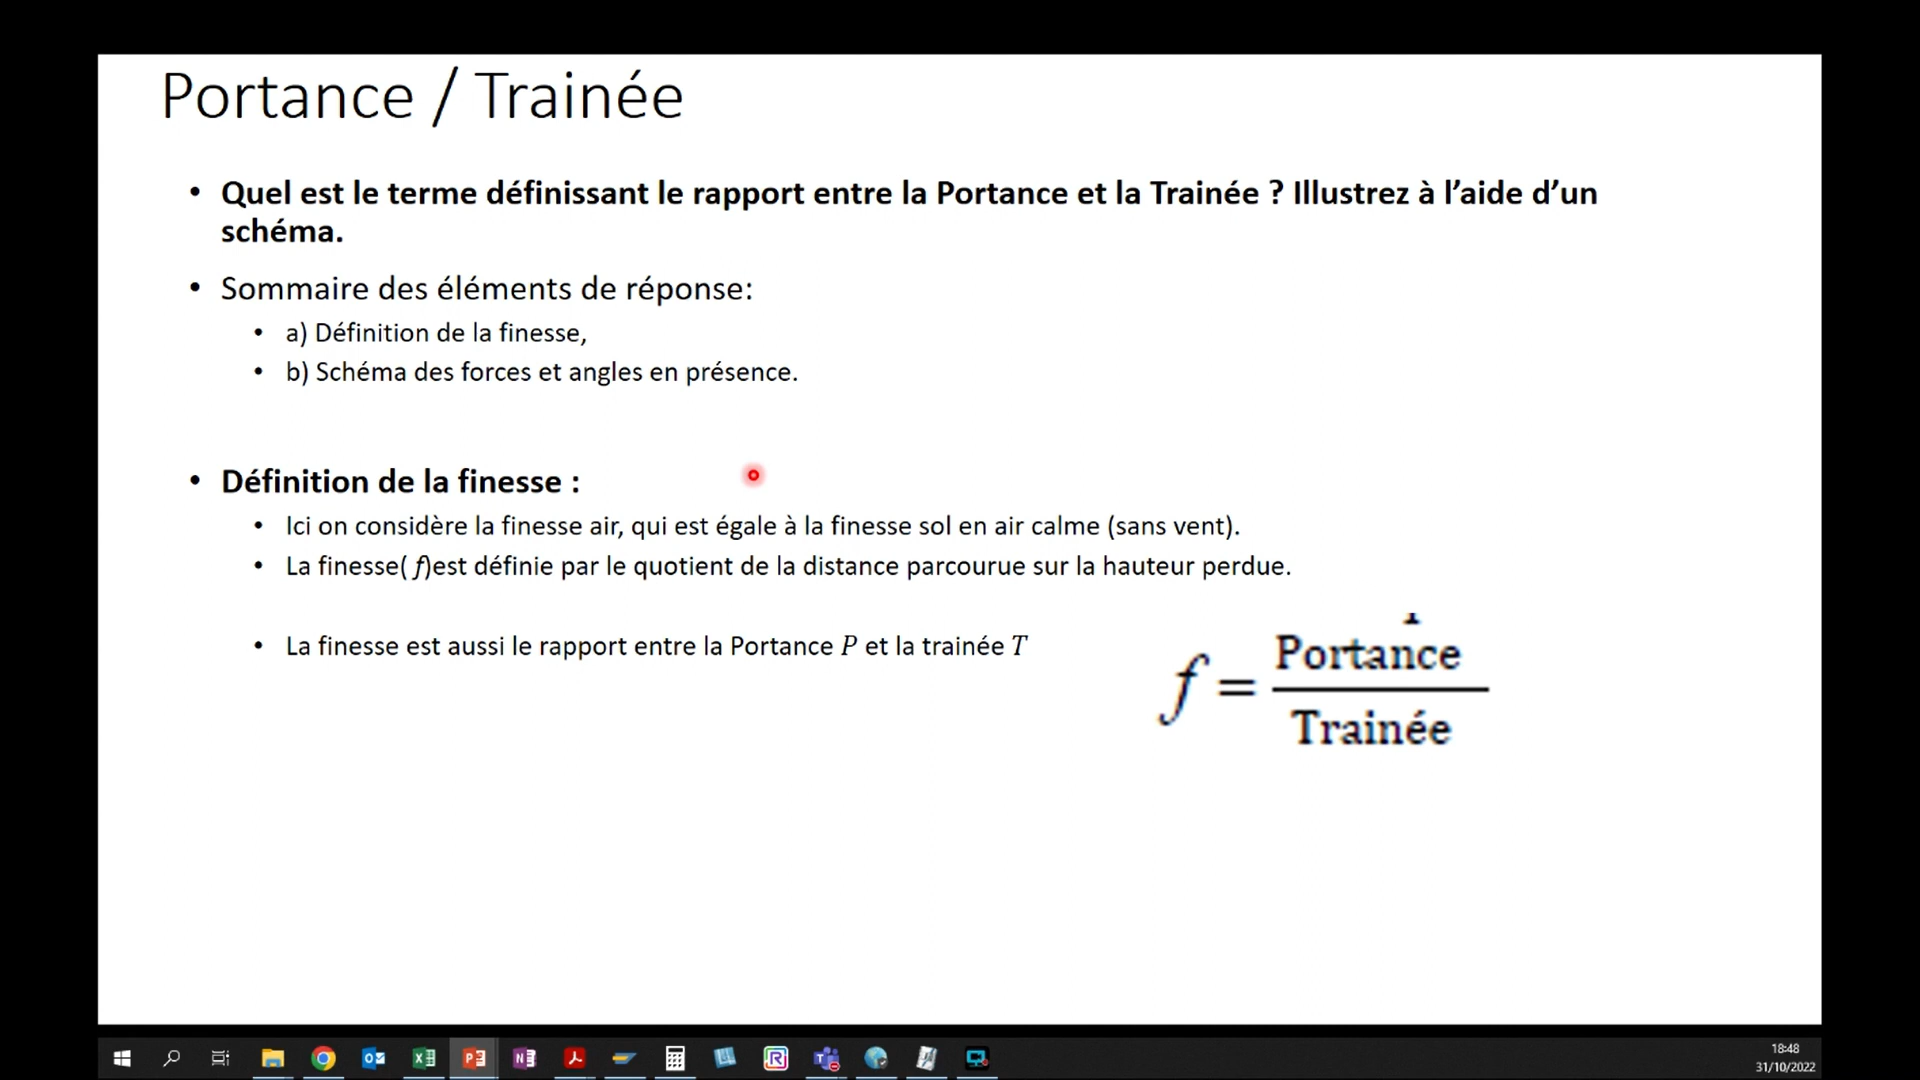 Portance / Trainée
• Quel est le terme définissant le rapport entre la Portance et la Trainée ? Illustrez à l’aide d’un
schéma.
• Sommaire des éléments de réponse:
• a) Définition de la finesse,
• b) Schéma des forces et angles en présence.
• Définition de la finesse :
• Ici on considère la finesse air, qui est égale à la finesse sol en air calme (sans vent).
• La finesse( f)est définie par le quotient de la distance parcourue sur la hauteur perdue.
• La finesse est aussi le rapport entre la Portance P et la trainée T
f = Portance
Trainée
18:48
31/10/2022